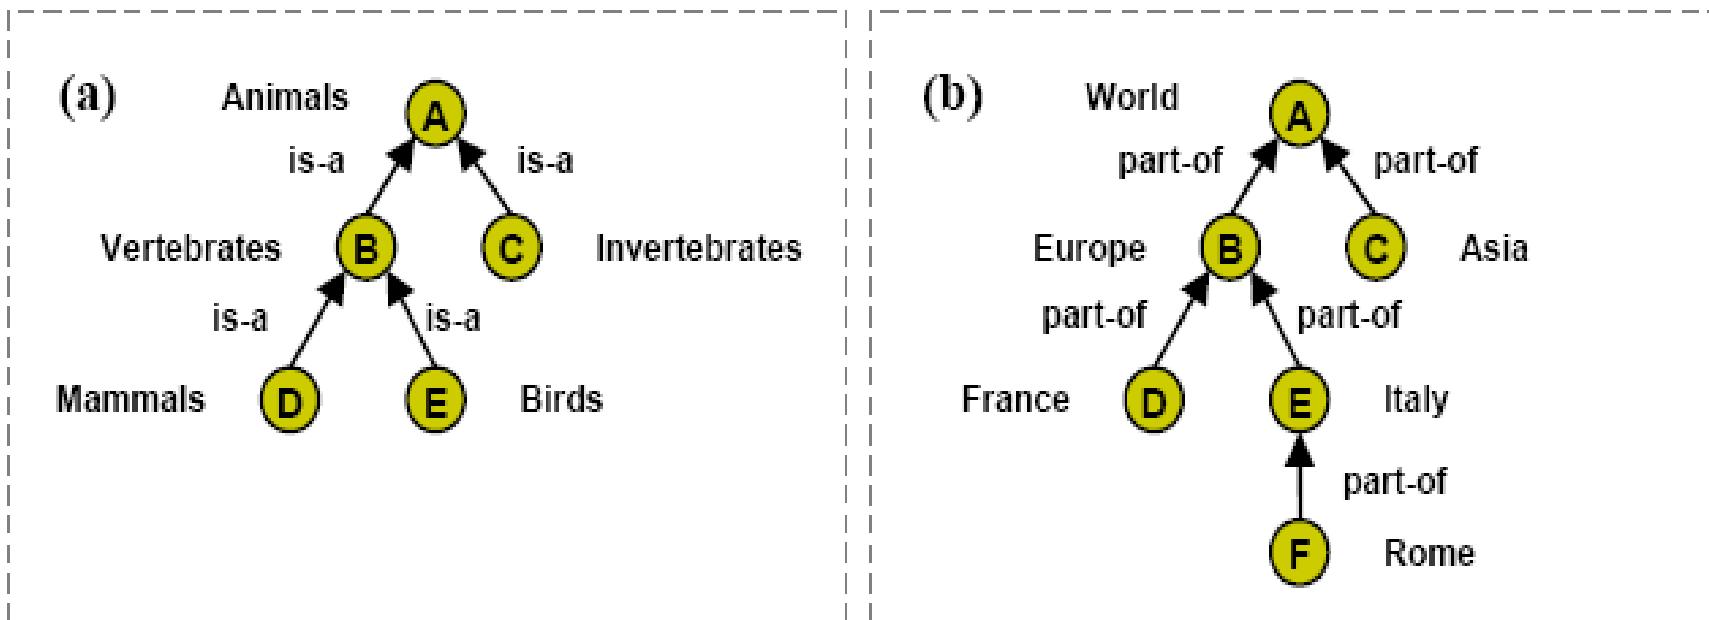 (a)
Animals A
is-a is-a
Vertebrates B C Invertebrates
is-a is-a
Mammals D E Birds
(b)
World A
part-of part-of
Europe B C Asia
part-of part-of
France D E Italy
part-of
F Rome